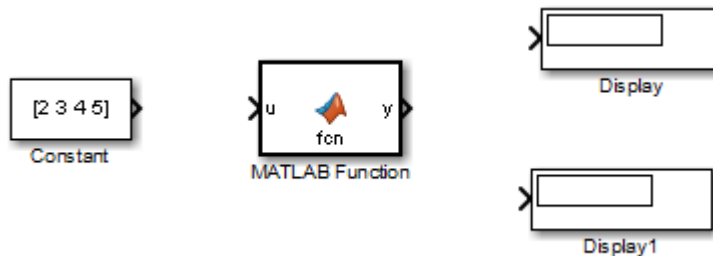 [2 3 4 5]
Constant
u
y
fcn
MATLAB Function
Display
Display1